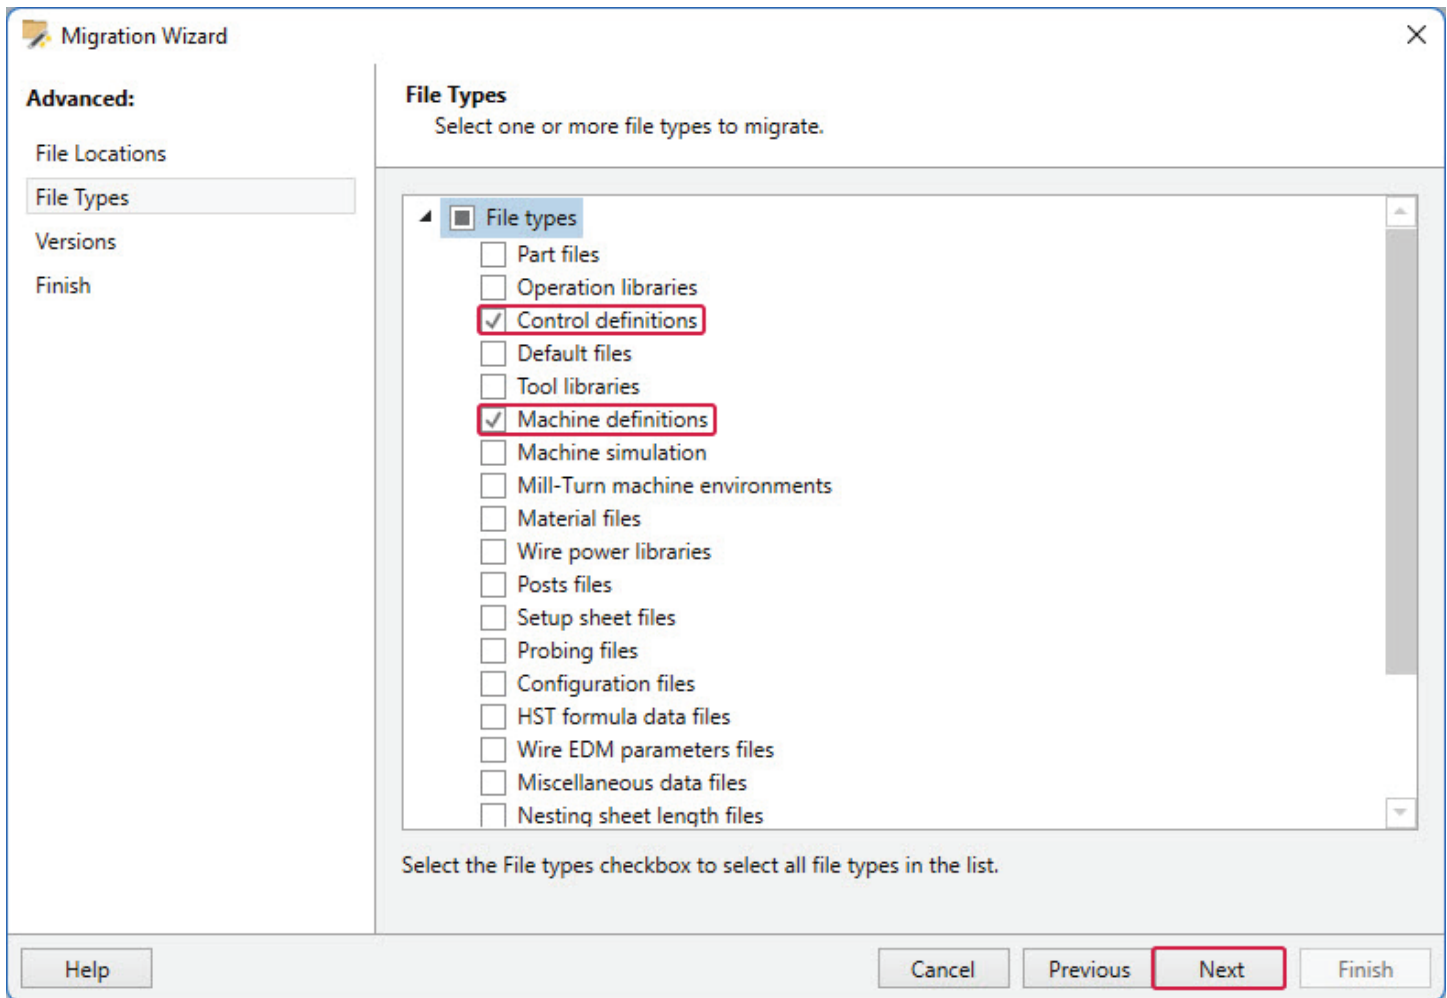 Migration Wizard
Advanced:
File Locations
File Types
Versions
Finish
File Types
Select one or more file types to migrate.
File types
Part files
Operation libraries
Control definitions
Default files
Tool libraries
Machine definitions
Machine simulation
Mill-Turn machine environments
Material files
Wire power libraries
Posts files
Setup sheet files
Probing files
Configuration files
HST formula data files
Wire EDM parameters files
Miscellaneous data files
Nesting sheet length files
Select the File types checkbox to select all file types in the list.
Help
Cancel
Previous
Next
Finish